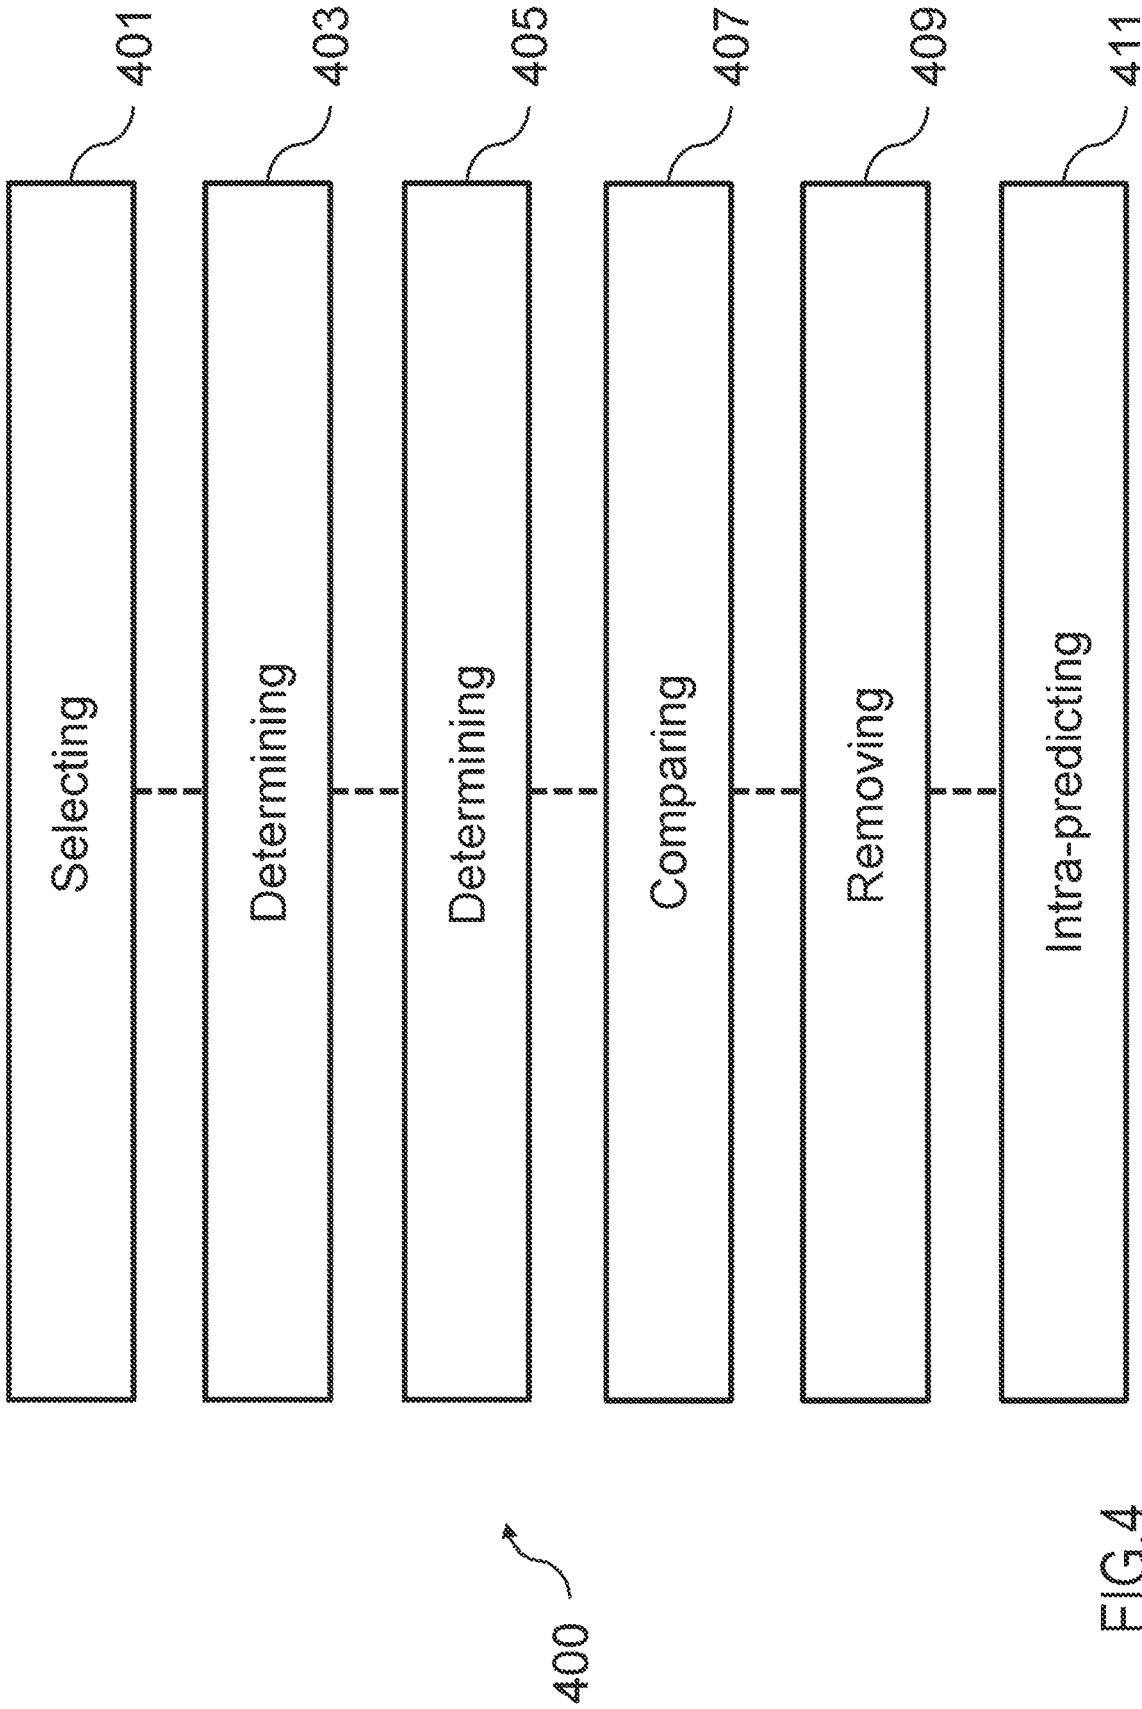 400
Selecting
401
Determining
403
Determining
405
Comparing
407
Removing
409
Intra-predicting
411
FIG.4